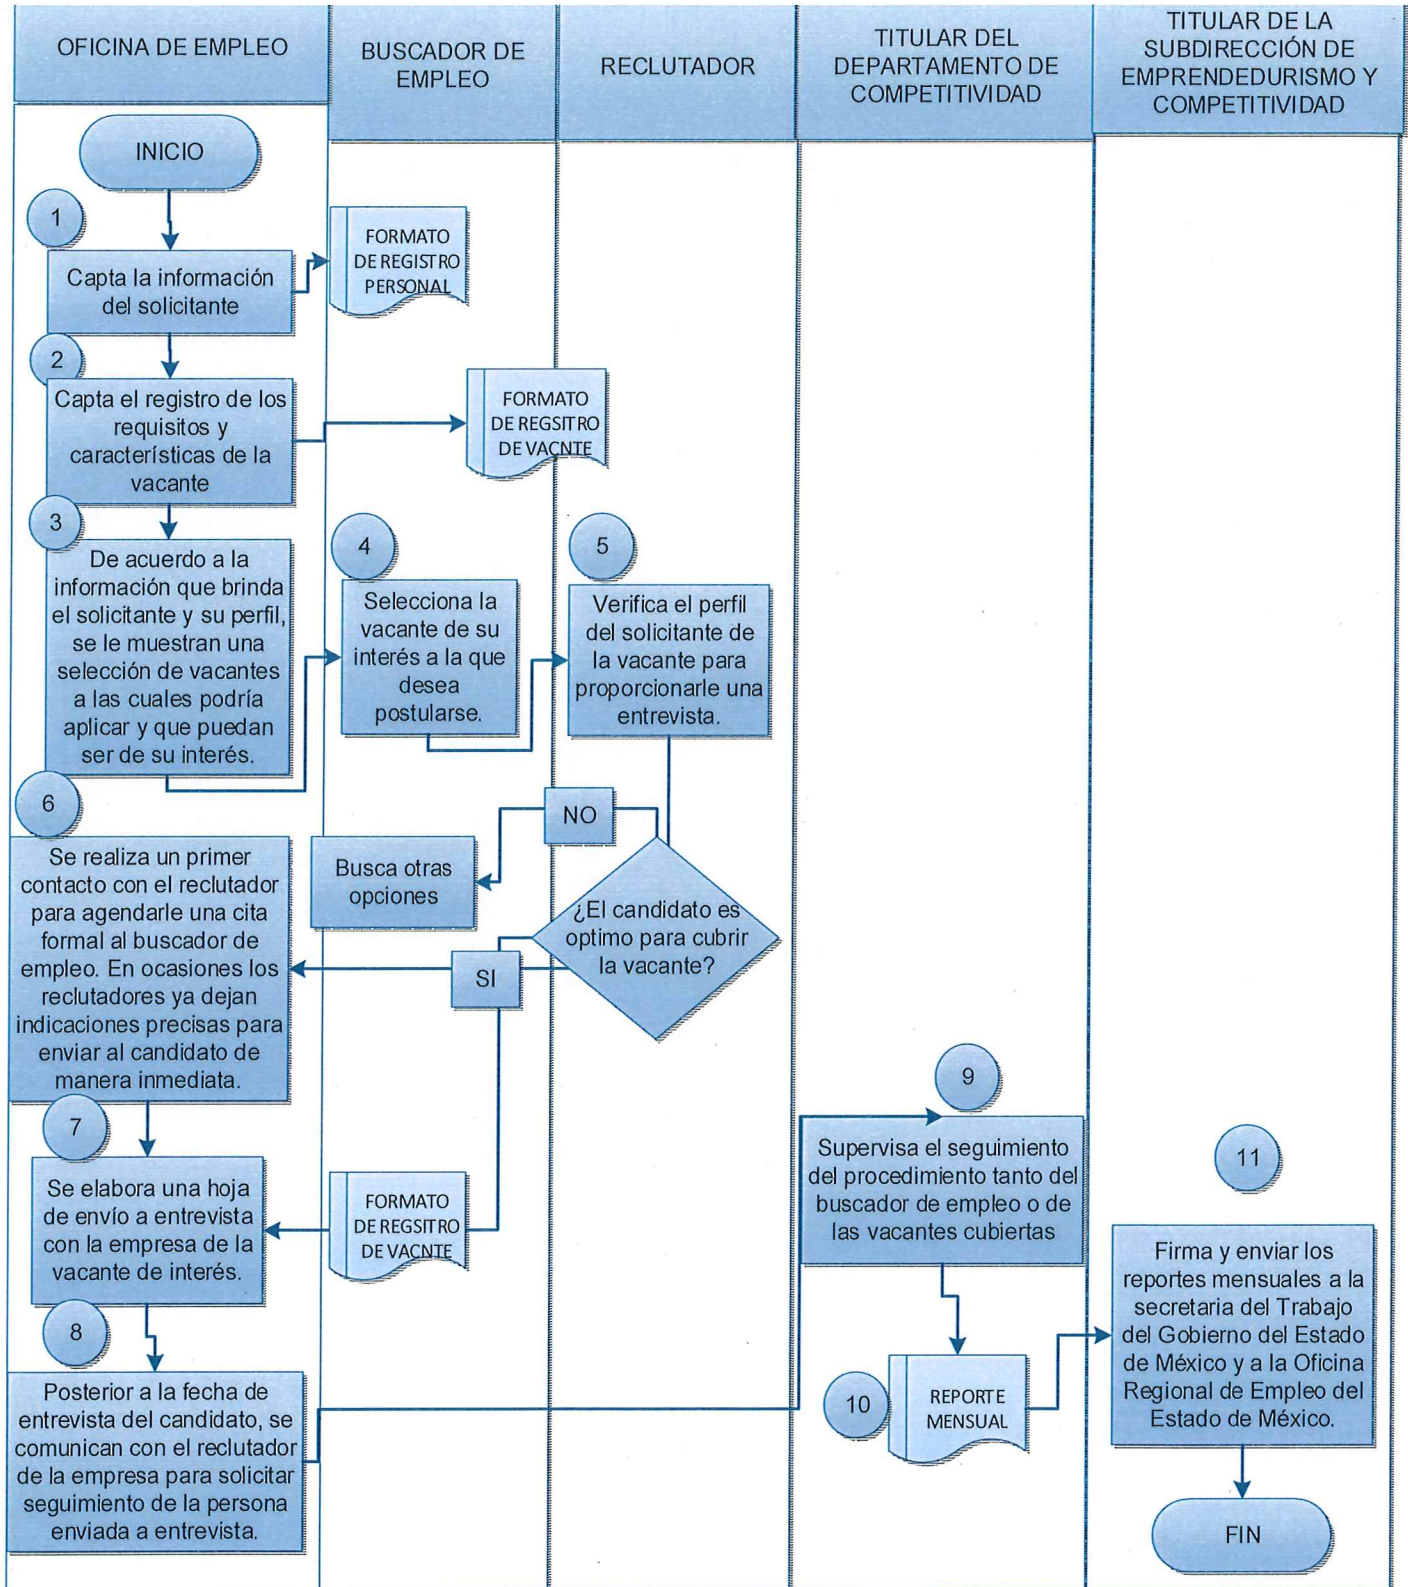 OFICINA DE EMPLEO
BUSCADOR DE
EMPLEO
RECLUTADOR
TITULAR DEL
DEPARTAMENTO DE
COMPETITIVIDAD
TITULAR DE LA
SUBDIRECCIÓN DE
EMPRENDEDURISMO Y
COMPETITIVIDAD
INICIO
1
Capta la información
del solicitante
FORMATO
DE REGISTRO
PERSONAL
2
Capta el registro de los
requisitos y
características de la
vacante
FORMATO
DE REGSITRO
DE VACNTE
3
De acuerdo a la
información que brinda
el solicitante y su perfil,
se le muestran una
selección de vacantes
a las cuales podría
aplicar y que puedan
ser de su interés.
4
Selecciona la
vacante de su
interés a la que
desea
postularse.
5
Verifica el perfil
del solicitante de
la vacante para
proporcionarle una
entrevista.
NO
Busca otras
opciones
¿El candidato es
optimo para cubrir
la vacante?
SI
6
Se realiza un primer
contacto con el reclutador
para agendarle una cita
formal al buscador de
empleo. En ocasiones los
reclutadores ya dejan
indicaciones precisas para
enviar al candidato de
manera inmediata.
7
Se elabora una hoja
de envío a entrevista
con la empresa de la
vacante de interés.
FORMATO
DE REGSITRO
DE VACNTE
8
Posterior a la fecha de
entrevista del candidato, se
comunican con el reclutador
de la empresa para solicitar
seguimiento de la persona
enviada a entrevista.
9
Supervisa el seguimiento
del procedimiento tanto del
buscador de empleo o de
las vacantes cubiertas
10
REPORTE
MENSUAL
11
Firma y enviar los
reportes mensuales a la
secretaria del Trabajo
del Gobierno del Estado
de México y a la Oficina
Regional de Empleo del
Estado de México.
FIN